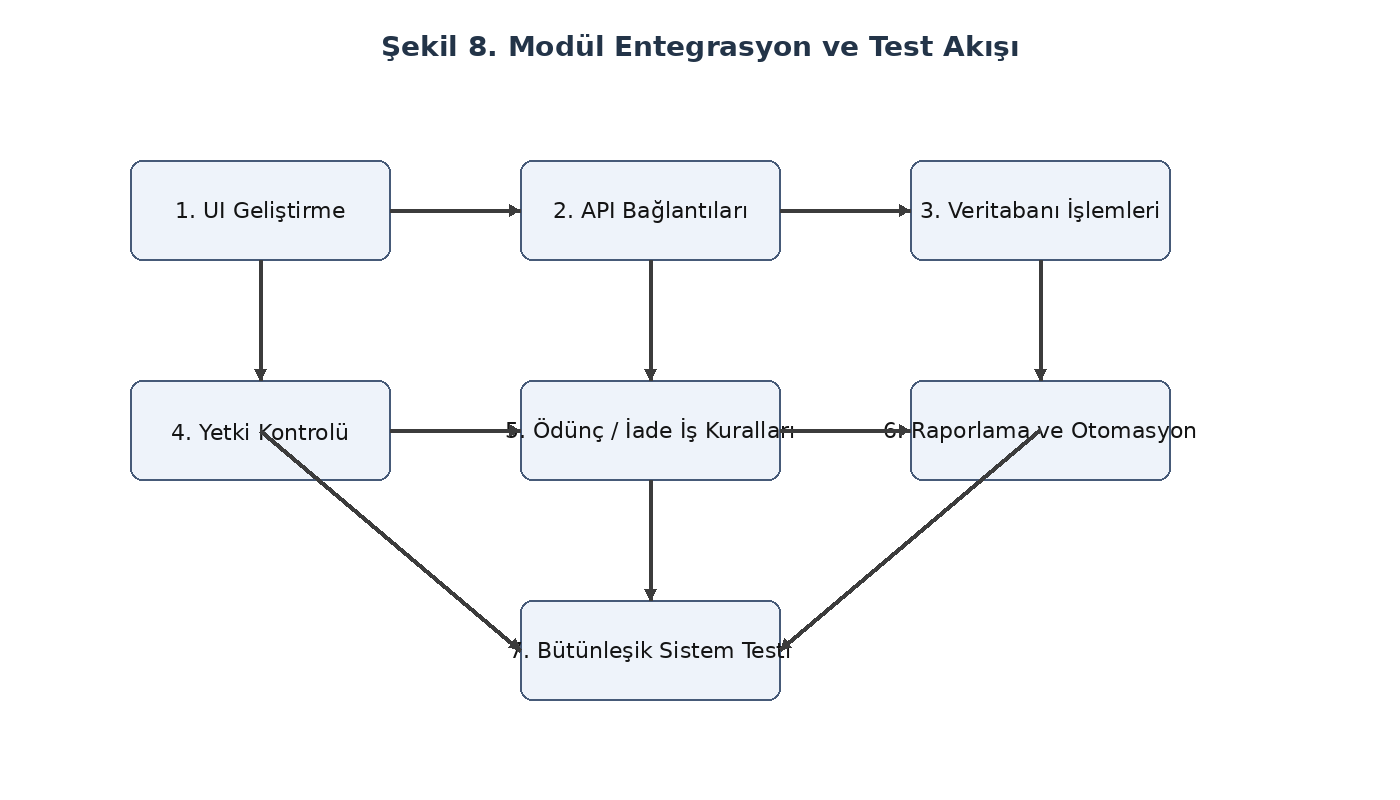 Şekil 8. Modül Entegrasyon ve Test Akışı
1. UI Geliştirme
2. API Bağlantıları
3. Veritabanı İşlemleri
4. Yetki Kontrolü
5. Ödünç / İade İş Kuralları
6. Raporlama ve Otomasyon
7. Bütünleşik Sistem Testi